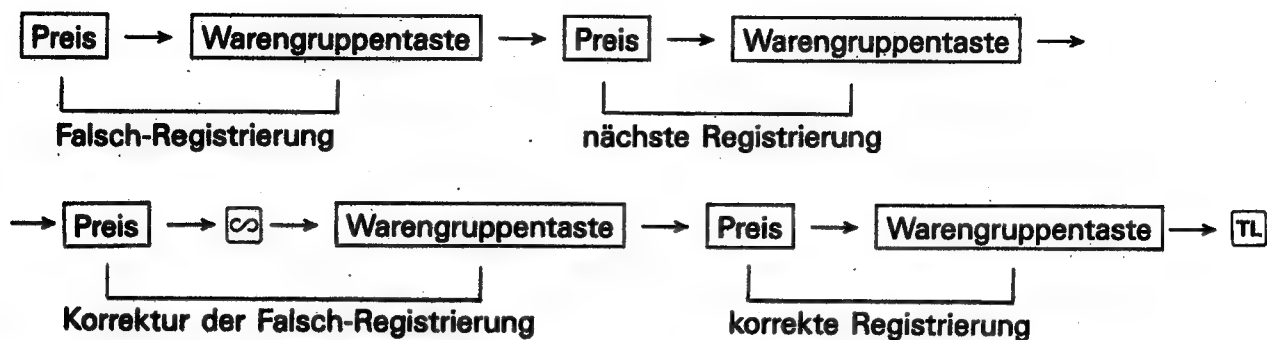 Preis → Warengruppentaste → Preis → Warengruppentaste →
Falsch-Registrierung nächste Registrierung
→ Preis → ∽ → Warengruppentaste → Preis → Warengruppentaste → TL
Korrektur der Falsch-Registrierung korrekte Registrierung